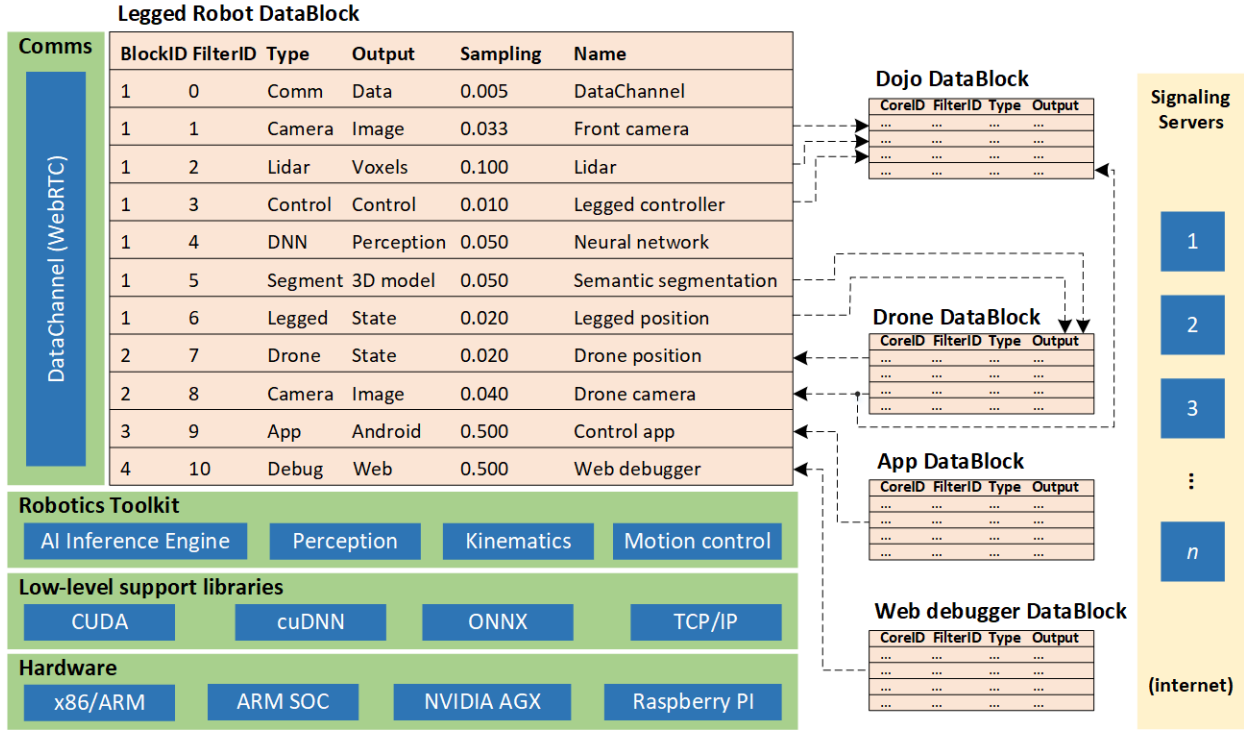 Legged Robot DataBlock
Comms
DataChannel (WebRTC)
BlockID FilterID Type Output Sampling Name
1 0 Comm Data 0.005 DataChannel
1 1 Camera Image 0.033 Front camera
1 2 Lidar Voxels 0.100 Lidar
1 3 Control Control 0.010 Legged controller
1 4 DNN Perception 0.050 Neural network
1 5 Segment 3D model 0.050 Semantic segmentation
1 6 Legged State 0.020 Legged position
2 7 Drone State 0.020 Drone position
2 8 Camera Image 0.040 Drone camera
3 9 App Android 0.500 Control app
4 10 Debug Web 0.500 Web debugger
Robotics Toolkit
AI Inference Engine Perception Kinematics Motion control
Low-level support libraries
CUDA cuDNN ONNX TCP/IP
Hardware
x86/ARM ARM SOC NVIDIA AGX Raspberry PI
Dojo DataBlock
CoreID FilterID Type Output
... ... ... ...
... ... ... ...
... ... ... ...
... ... ... ...
Drone DataBlock
CoreID FilterID Type Output
... ... ... ...
... ... ... ...
... ... ... ...
... ... ... ...
App DataBlock
CoreID FilterID Type Output
... ... ... ...
... ... ... ...
... ... ... ...
... ... ... ...
Web debugger DataBlock
CoreID FilterID Type Output
... ... ... ...
... ... ... ...
... ... ... ...
... ... ... ...
Signaling
Servers
1
2
3
⋮
n
(internet)